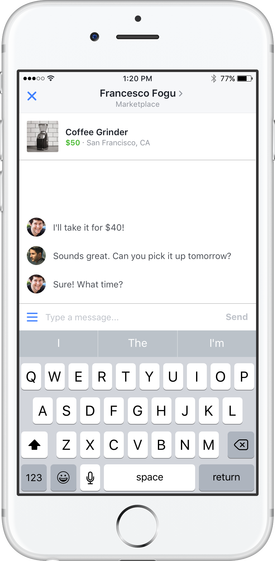 1:20 PM
77%
Francesco Fogu >
Marketplace
Coffee Grinder
$50 · San Francisco, CA
I'll take it for $40!
Sounds great. Can you pick it up tomorrow?
Sure! What time?
Type a message...
Send
I The I'm
Q W E R T Y U I O P
A S D F G H J K L
Z X C V B N M
123 space return